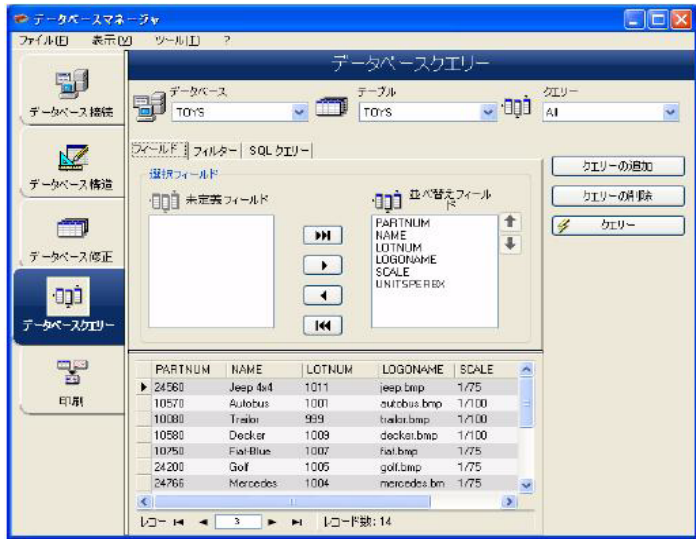 データベースマネージャ
ファイル(F) 表示(V) ツール(T) ?
データベースクエリー
データベース接続
データベース構造
データベース修正
データベースクエリー
印刷
データベース テーブル クエリー
TOYS TOYS All
フィールド フィルター SQL クエリー
選択フィールド
未定義フィールド
並べ替えフィールド
PARTNUM
NAME
LOTNUM
LOGONAME
SCALE
UNITSPERBX
クエリーの追加
クエリーの削除
クエリー
PARTNUM NAME LOTNUM LOGONAME SCALE
24560 Jeep 4x4 1011 jeep.bmp 1/75
10570 Autobus 1001 autobus.bmp 1/100
10080 Trailor 999 trailor.bmp 1/100
10580 Decker 1009 decker.bmp 1/100
10750 Fiat-Blue 1007 fiat.bmp 1/75
24200 Golf 1005 golf.bmp 1/75
24766 Mercedes 1004 mercedes.bm 1/75
レコー 3 レコード数: 14